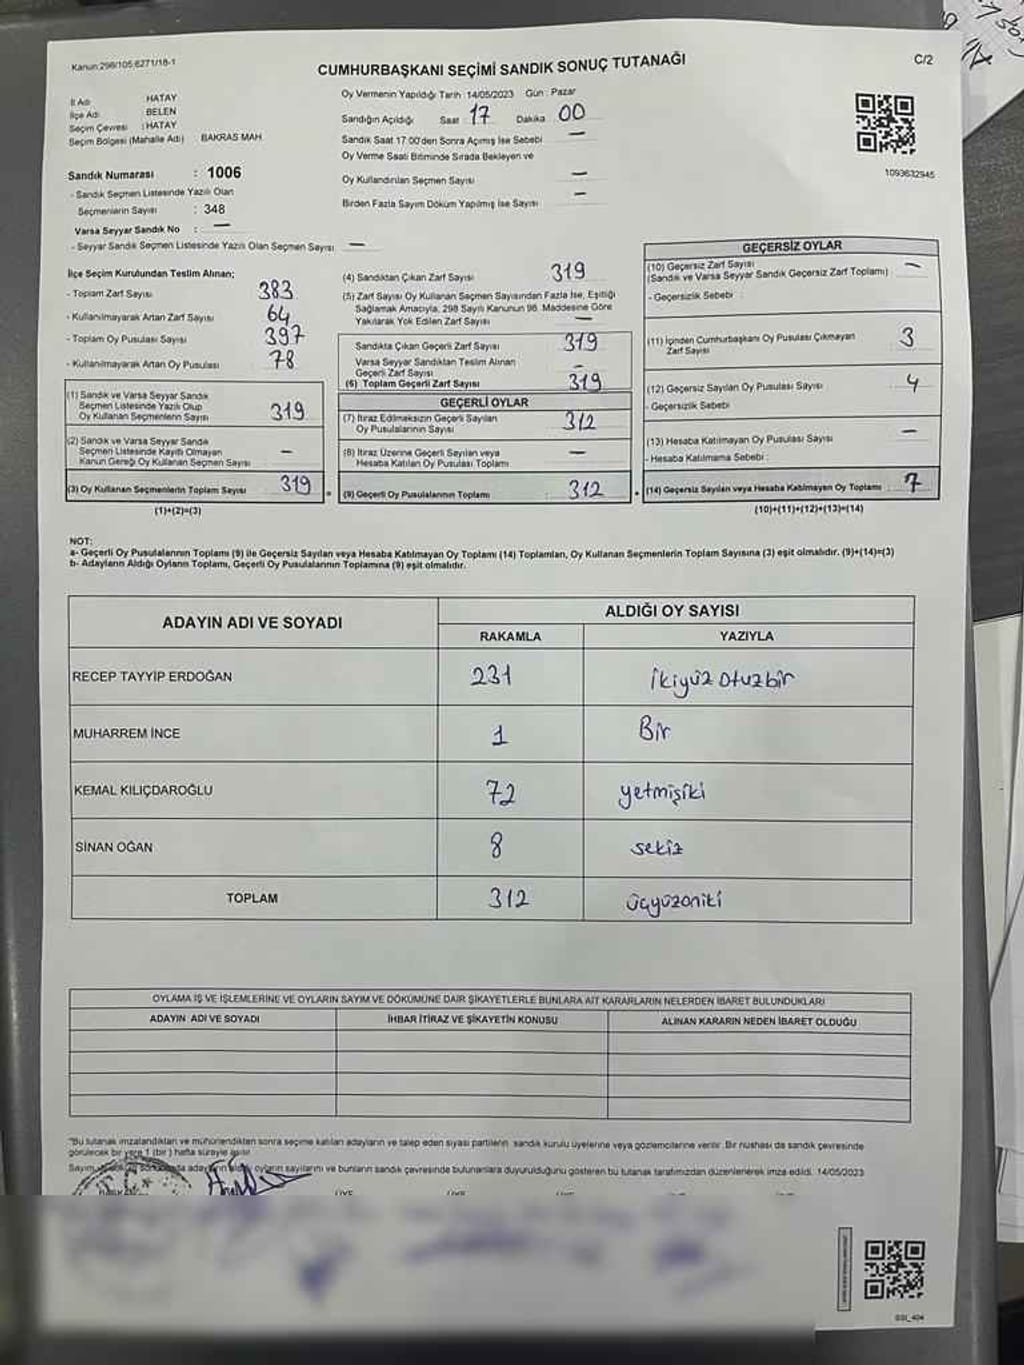 Kanun:298/105,6271/18-1
CUMHURBAŞKANI SEÇİMİ SANDIK SONUÇ TUTANAĞI
C/2
İl Adı : HATAY
İlçe Adı : BELEN
Seçim Çevresi : HATAY
Seçim Bölgesi (Mahalle Adı) : BAKRAS MAH
Sandık Numarası : 1006
- Sandık Seçmen Listesinde Yazılı Olan
Seçmenlerin Sayısı : 348
Varsa Seyyar Sandık No : —
- Seyyar Sandık Seçmen Listesinde Yazılı Olan Seçmen Sayısı : —
Oy Vermenin Yapıldığı Tarih :14/05/2023 Gün : Pazar
Sandığın Açıldığı Saat : 17 Dakika : 00
Sandık Saat 17.00'den Sonra Açımış İse Sebebi : —
Oy Verme Saati Bitiminde Sırada Bekleyen ve
Oy Kullandırılan Seçmen Sayısı : —
Birden Fazla Sayım Döküm Yapılmış İse Sayısı : —
1093632945
İlçe Seçim Kurulundan Teslim Alınan;
- Toplam Zarf Sayısı : 383
- Kullanılmayarak Artan Zarf Sayısı : 64
- Toplam Oy Pusulası Sayısı : 397
- Kullanılmayarak Artan Oy Pusulası : 78
(1) Sandık ve Varsa Seyyar Sandık
Seçmen Listesinde Yazılı Olup
Oy Kullanan Seçmenlerin Sayısı : 319
(2) Sandık ve Varsa Seyyar Sandık
Seçmen Listesinde Kayıtlı Olmayan
Kanun Gereği Oy Kullanan Seçmen Sayısı : —
(3) Oy Kullanan Seçmenlerin Toplam Sayısı : 319
(1)+(2)=(3)
(4) Sandıktan Çıkan Zarf Sayısı : 319
(5) Zarf Sayısı Oy Kullanan Seçmen Sayısından Fazla İse, Eşitliği
Sağlamak Amacıyla, 298 Sayılı Kanunun 98. Maddesine Göre
Yakılarak Yok Edilen Zarf Sayısı : —
Sandıkta Çıkan Geçerli Zarf Sayısı : 319
Varsa Seyyar Sandıktan Teslim Alınan
Geçerli Zarf Sayısı : —
(6) Toplam Geçerli Zarf Sayısı : 319
GEÇERLİ OYLAR
(7) İtiraz Edilmeksizin Geçerli Sayılan
Oy Pusulalarının Sayısı : 312
(8) İtiraz Üzerine Geçerli Sayılan veya
Hesaba Katılan Oy Pusulası Toplamı : —
(9) Geçerli Oy Pusulalarının Toplamı : 312
GEÇERSİZ OYLAR
(10) Geçersiz Zarf Sayısı
(Sandık ve Varsa Seyyar Sandık Geçersiz Zarf Toplamı) : —
- Geçersizlik Sebebi :
(11) İçinden Cumhurbaşkanı Oy Pusulası Çıkmayan
Zarf Sayısı : 3
(12) Geçersiz Sayılan Oy Pusulası Sayısı : 4
- Geçersizlik Sebebi :
(13) Hesaba Katılmayan Oy Pusulası Sayısı : —
- Hesaba Katılmama Sebebi :
(14) Geçersiz Sayılan veya Hesaba Katılmayan Oy Toplamı : 7
(10)+(11)+(12)+(13)=(14)
NOT:
a- Geçerli Oy Pusulalarının Toplamı (9) ile Geçersiz Sayılan veya Hesaba Katılmayan Oy Toplamı (14) Toplamları, Oy Kullanan Seçmenlerin Toplam Sayısına (3) eşit olmalıdır. (9)+(14)=(3)
b- Adayların Aldığı Oyların Toplamı, Geçerli Oy Pusulalarının Toplamına (9) eşit olmalıdır.
ADAYIN ADI VE SOYADI
ALDIĞI OY SAYISI
RAKAMLA YAZIYLA
RECEP TAYYİP ERDOĞAN 231 ikiyüz otuzbir
MUHARREM İNCE 1 Bir
KEMAL KILIÇDAROĞLU 72 yetmişiki
SİNAN OĞAN 8 sekiz
TOPLAM 312 üçyüzoniki
OYLAMA İŞ VE İŞLEMLERİNE VE OYLARIN SAYIM VE DÖKÜMÜNE DAİR ŞİKAYETLERLE BUNLARA AİT KARARLARIN NELERDEN İBARET BULUNDUKLARI
ADAYIN ADI VE SOYADI İHBAR İTİRAZ VE ŞİKAYETİN KONUSU ALINAN KARARIN NEDEN İBARET OLDUĞU
"Bu tutanak imzalandıktan ve mühürlendikten sonra seçime katılan adayların ve talep eden siyasi partilerin sandık kurulu üyelerine veya gözlemcilerine verilir. Bir nüshası da sandık çevresinde
görülecek bir yere 1 (bir) hafta süreyle asılır.
Sayım adayların aldığı oyların sayılarını ve bunların sandık çevresinde bulunanlara duyurulduğunu gösteren bu tutanak tarafımızdan düzenlenerek imza edildi. 14/05/2023